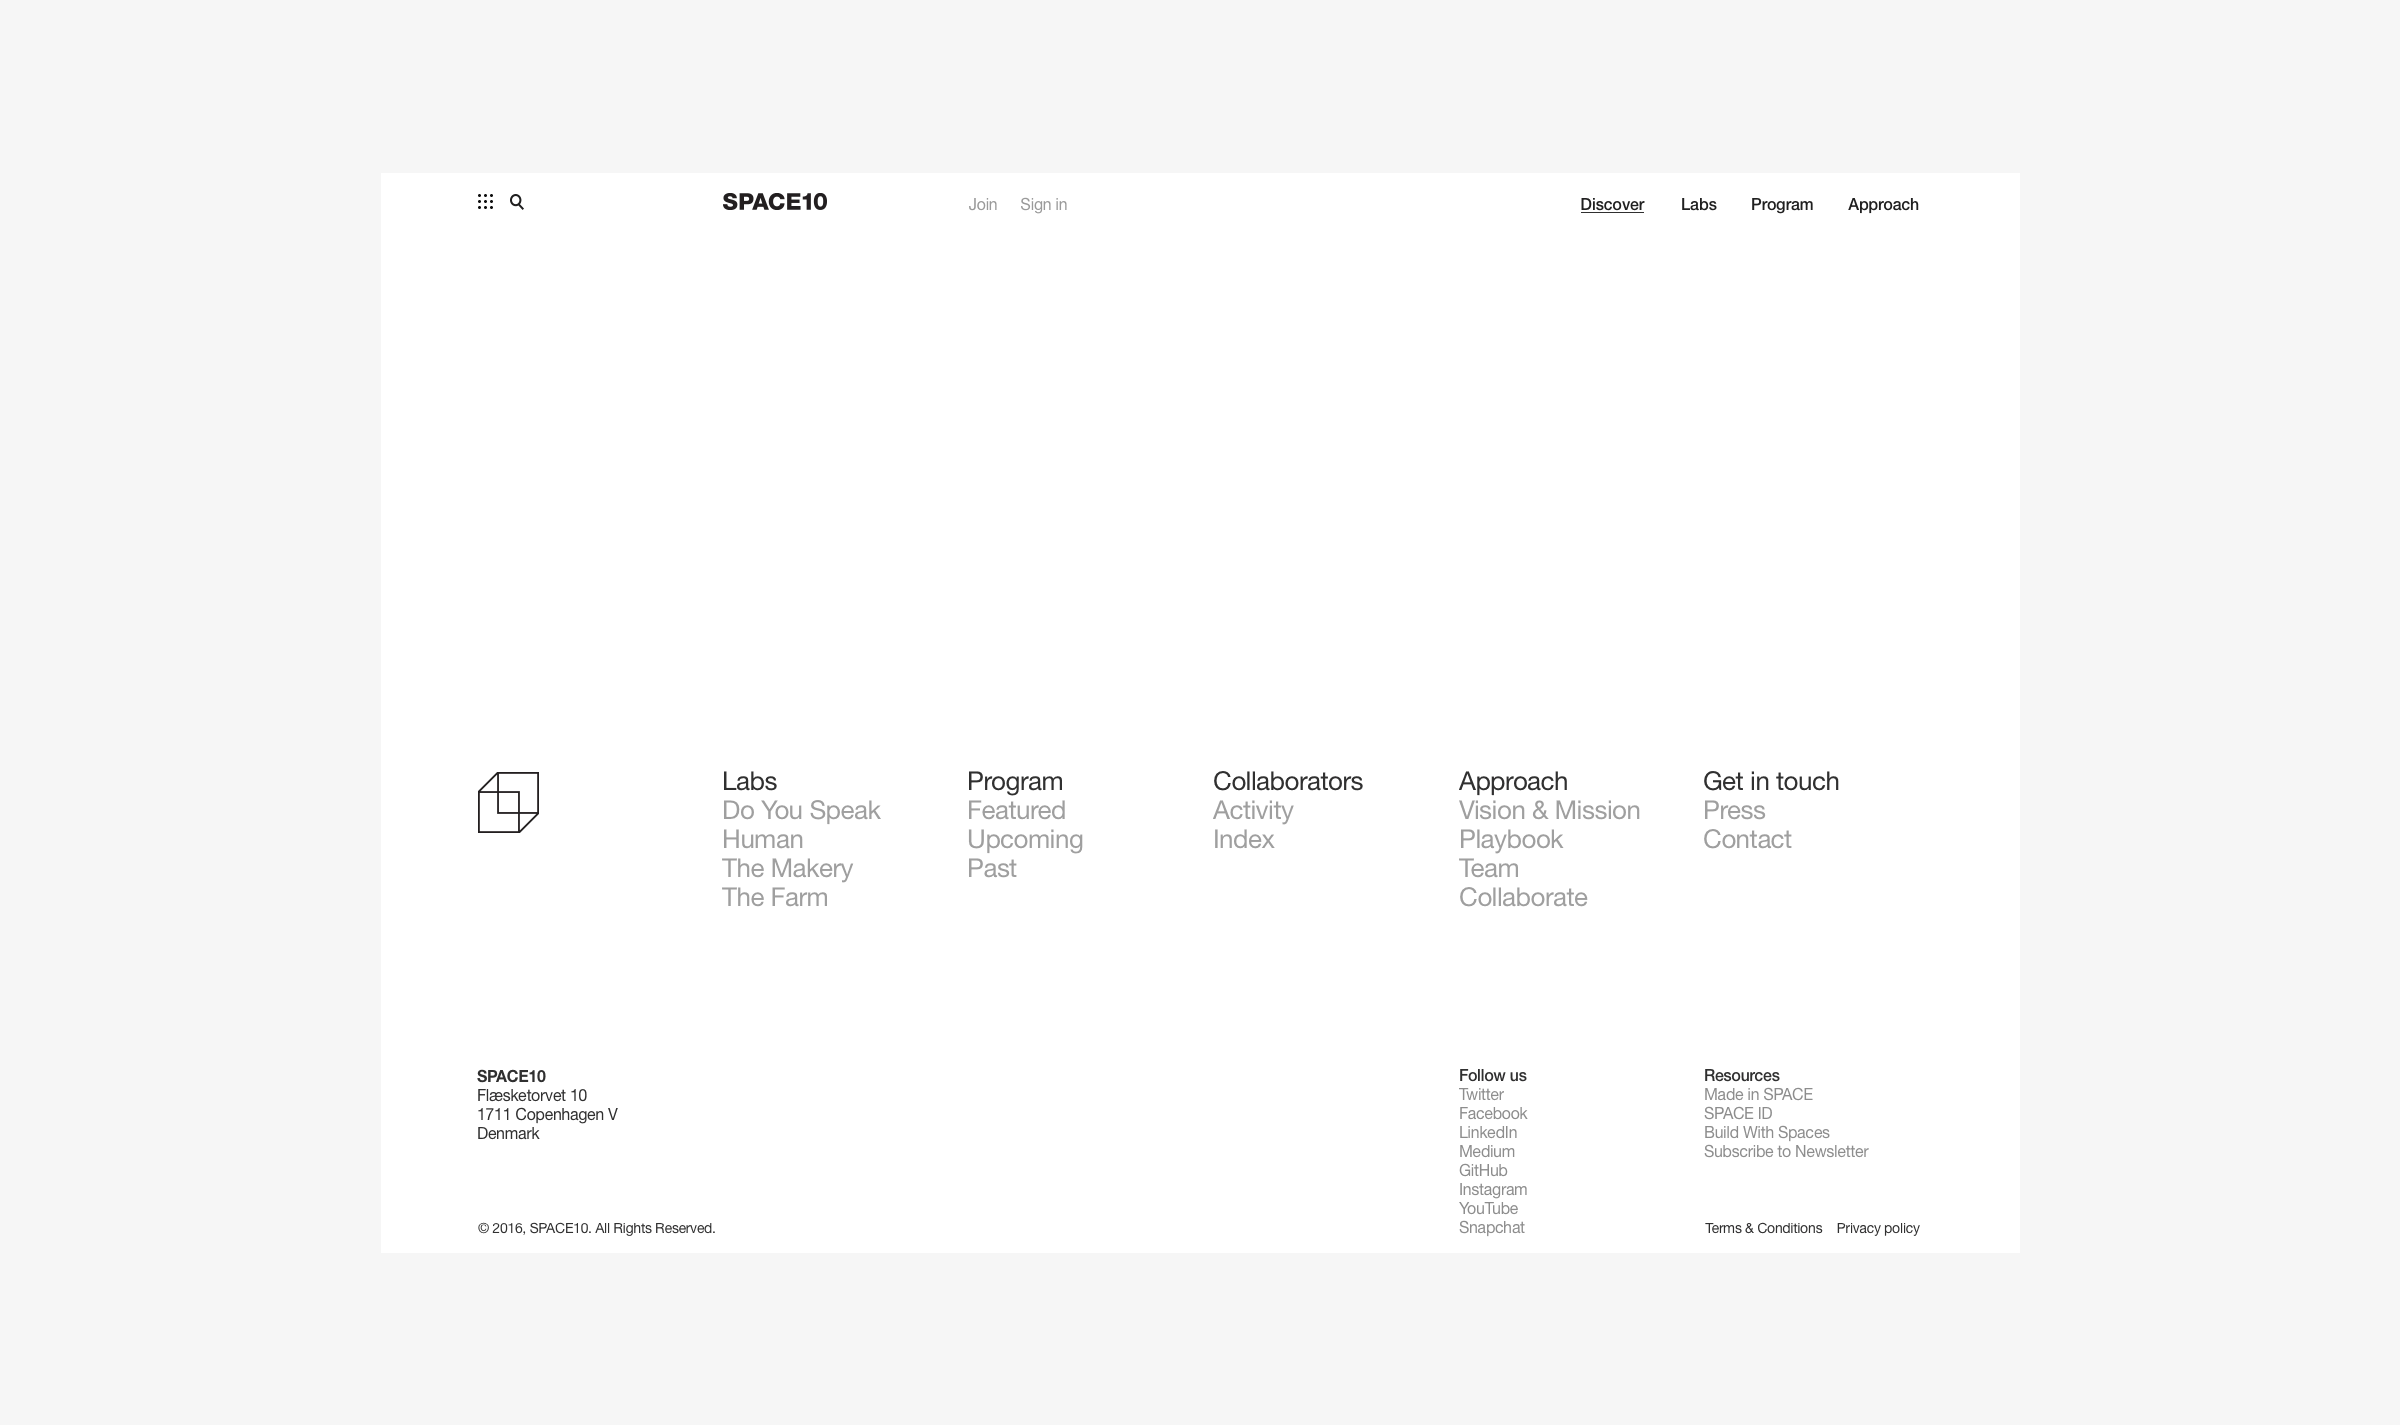 SPACE10
Join
Sign in
Discover
Labs
Program
Approach
Labs
Do You Speak
Human
The Makery
The Farm
Program
Featured
Upcoming
Past
Collaborators
Activity
Index
Approach
Vision & Mission
Playbook
Team
Collaborate
Get in touch
Press
Contact
SPACE10
Flæsketorvet 10
1711 Copenhagen V
Denmark
Follow us
Twitter
Facebook
LinkedIn
Medium
GitHub
Instagram
YouTube
Snapchat
Resources
Made in SPACE
SPACE ID
Build With Spaces
Subscribe to Newsletter
© 2016, SPACE10. All Rights Reserved.
Terms & Conditions
Privacy policy